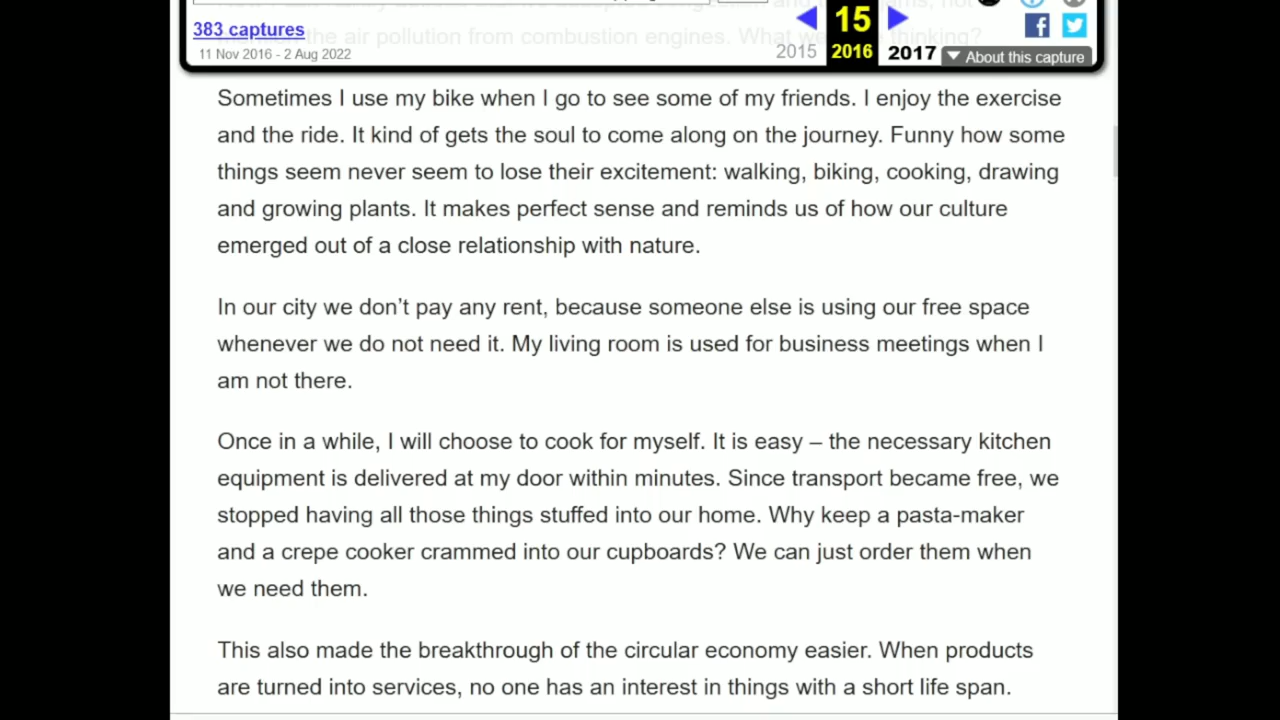 383 captures
11 Nov 2016 - 2 Aug 2022
the air pollution from combustion engines. What we thinking?
2015
15
2016
2017
About this capture
Sometimes I use my bike when I go to see some of my friends. I enjoy the exercise
and the ride. It kind of gets the soul to come along on the journey. Funny how some
things seem never seem to lose their excitement: walking, biking, cooking, drawing
and growing plants. It makes perfect sense and reminds us of how our culture
emerged out of a close relationship with nature.
In our city we don’t pay any rent, because someone else is using our free space
whenever we do not need it. My living room is used for business meetings when I
am not there.
Once in a while, I will choose to cook for myself. It is easy – the necessary kitchen
equipment is delivered at my door within minutes. Since transport became free, we
stopped having all those things stuffed into our home. Why keep a pasta-maker
and a crepe cooker crammed into our cupboards? We can just order them when
we need them.
This also made the breakthrough of the circular economy easier. When products
are turned into services, no one has an interest in things with a short life span.